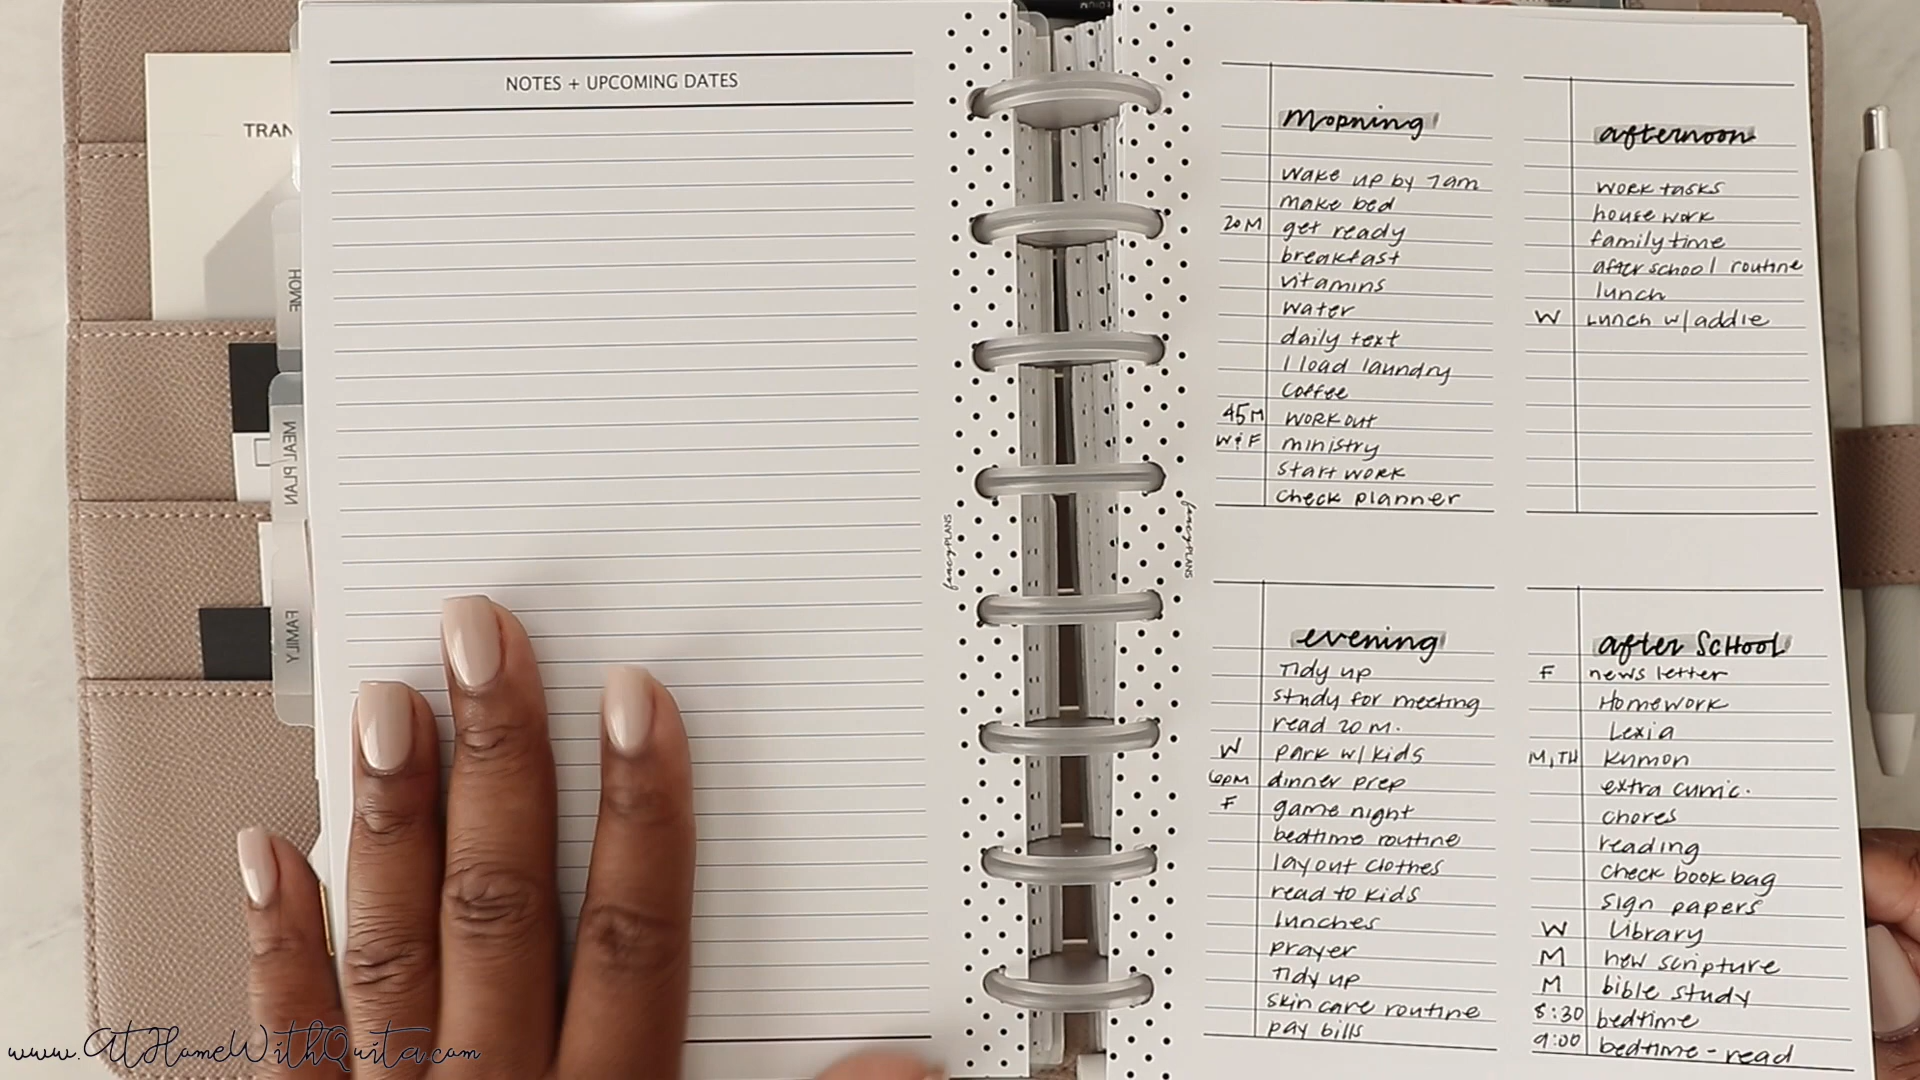 TRAN
HOME
MEAL PLAN
FAMILY
NOTES + UPCOMING DATES
fancyPLANS
fancyPLANS
morning
wake up by 7am
make bed
20M get ready
breakfast
vitamins
water
daily text
1 load laundry
coffee
45M workout
W & F ministry
start work
check planner
afternoon
work tasks
house work
family time
after school routine
lunch
W Lunch w/addie
evening
Tidy up
study for meeting
read 20 M.
W park w/ kids
6PM dinner prep
F game night
bedtime routine
layout clothes
read to kids
lunches
prayer
Tidy up
skin care routine
pay bills
after SCHOOL
F news letter
Homework
Lexia
M, TH Kumon
extra curric.
chores
reading
check bookbag
sign papers
W Library
M new scripture
M bible study
8:30 bedtime
9:00 bedtime - read
www.AtHomeWithQuita.com